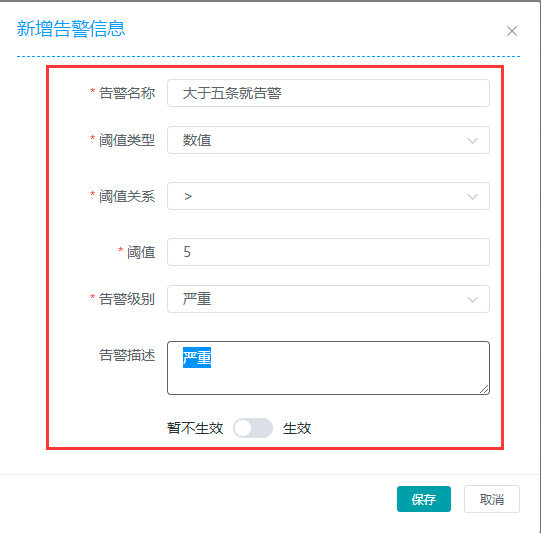 新增告警信息
* 告警名称 大于五条就告警
* 阈值类型 数值
* 阈值关系 >
* 阈值 5
* 告警级别 严重
告警描述 严重
暂不生效 生效
保存 取消